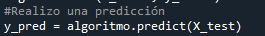 #Realizo una predicción
y_pred = algoritmo.predict(X_test)